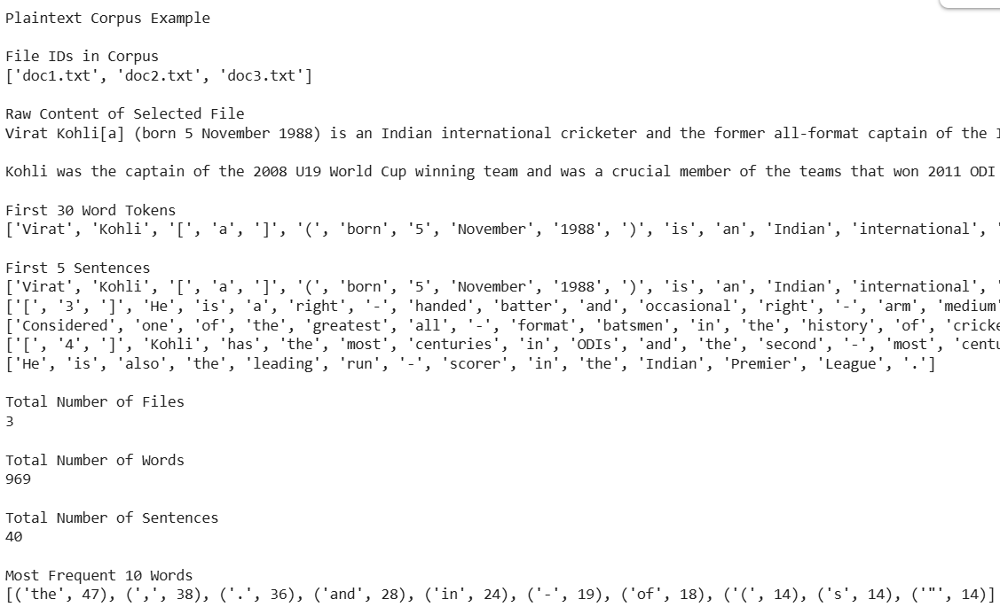 Plaintext Corpus Example
File IDs in Corpus
['doc1.txt', 'doc2.txt', 'doc3.txt']
Raw Content of Selected File
Virat Kohli[a] (born 5 November 1988) is an Indian international cricketer and the former all-format captain of the
Kohli was the captain of the 2008 U19 World Cup winning team and was a crucial member of the teams that won 2011 ODI
First 30 Word Tokens
['Virat', 'Kohli', '[', 'a', ']', '(', 'born', '5', 'November', '1988', ')', 'is', 'an', 'Indian', 'international', '
First 5 Sentences
['Virat', 'Kohli', '[', 'a', ']', '(', 'born', '5', 'November', '1988', ')', 'is', 'an', 'Indian', 'international', '
['[', '3', ']', 'He', 'is', 'a', 'right', '-', 'handed', 'batter', 'and', 'occasional', 'right', '-', 'arm', 'medium'
['Considered', 'one', 'of', 'the', 'greatest', 'all', '-', 'format', 'batsmen', 'in', 'the', 'history', 'of', 'cricke
['[', '4', ']', 'Kohli', 'has', 'the', 'most', 'centuries', 'in', 'ODIs', 'and', 'the', 'second', '-', 'most', 'centu
['He', 'is', 'also', 'the', 'leading', 'run', '-', 'scorer', 'in', 'the', 'Indian', 'Premier', 'League', '.']
Total Number of Files
3
Total Number of Words
969
Total Number of Sentences
40
Most Frequent 10 Words
[('the', 47), (',', 38), ('.', 36), ('and', 28), ('in', 24), ('-', 19), ('of', 18), ('(', 14), ('s', 14), ('"', 14)]